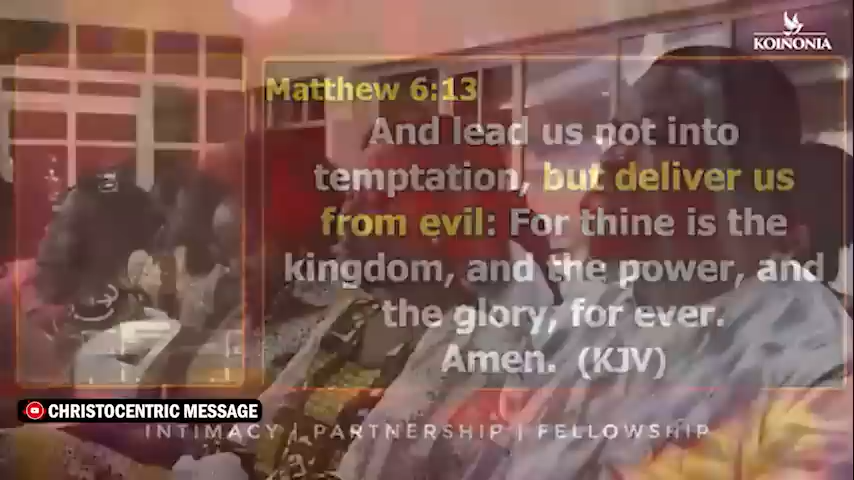 KOINONIA
Matthew 6:13
And lead us not into
temptation, but deliver us
from evil: For thine is the
kingdom, and the power, and
the glory, for ever.
Amen. (KJV)
CHRISTOCENTRIC MESSAGE
INTIMACY | PARTNERSHIP | FELLOWSHIP